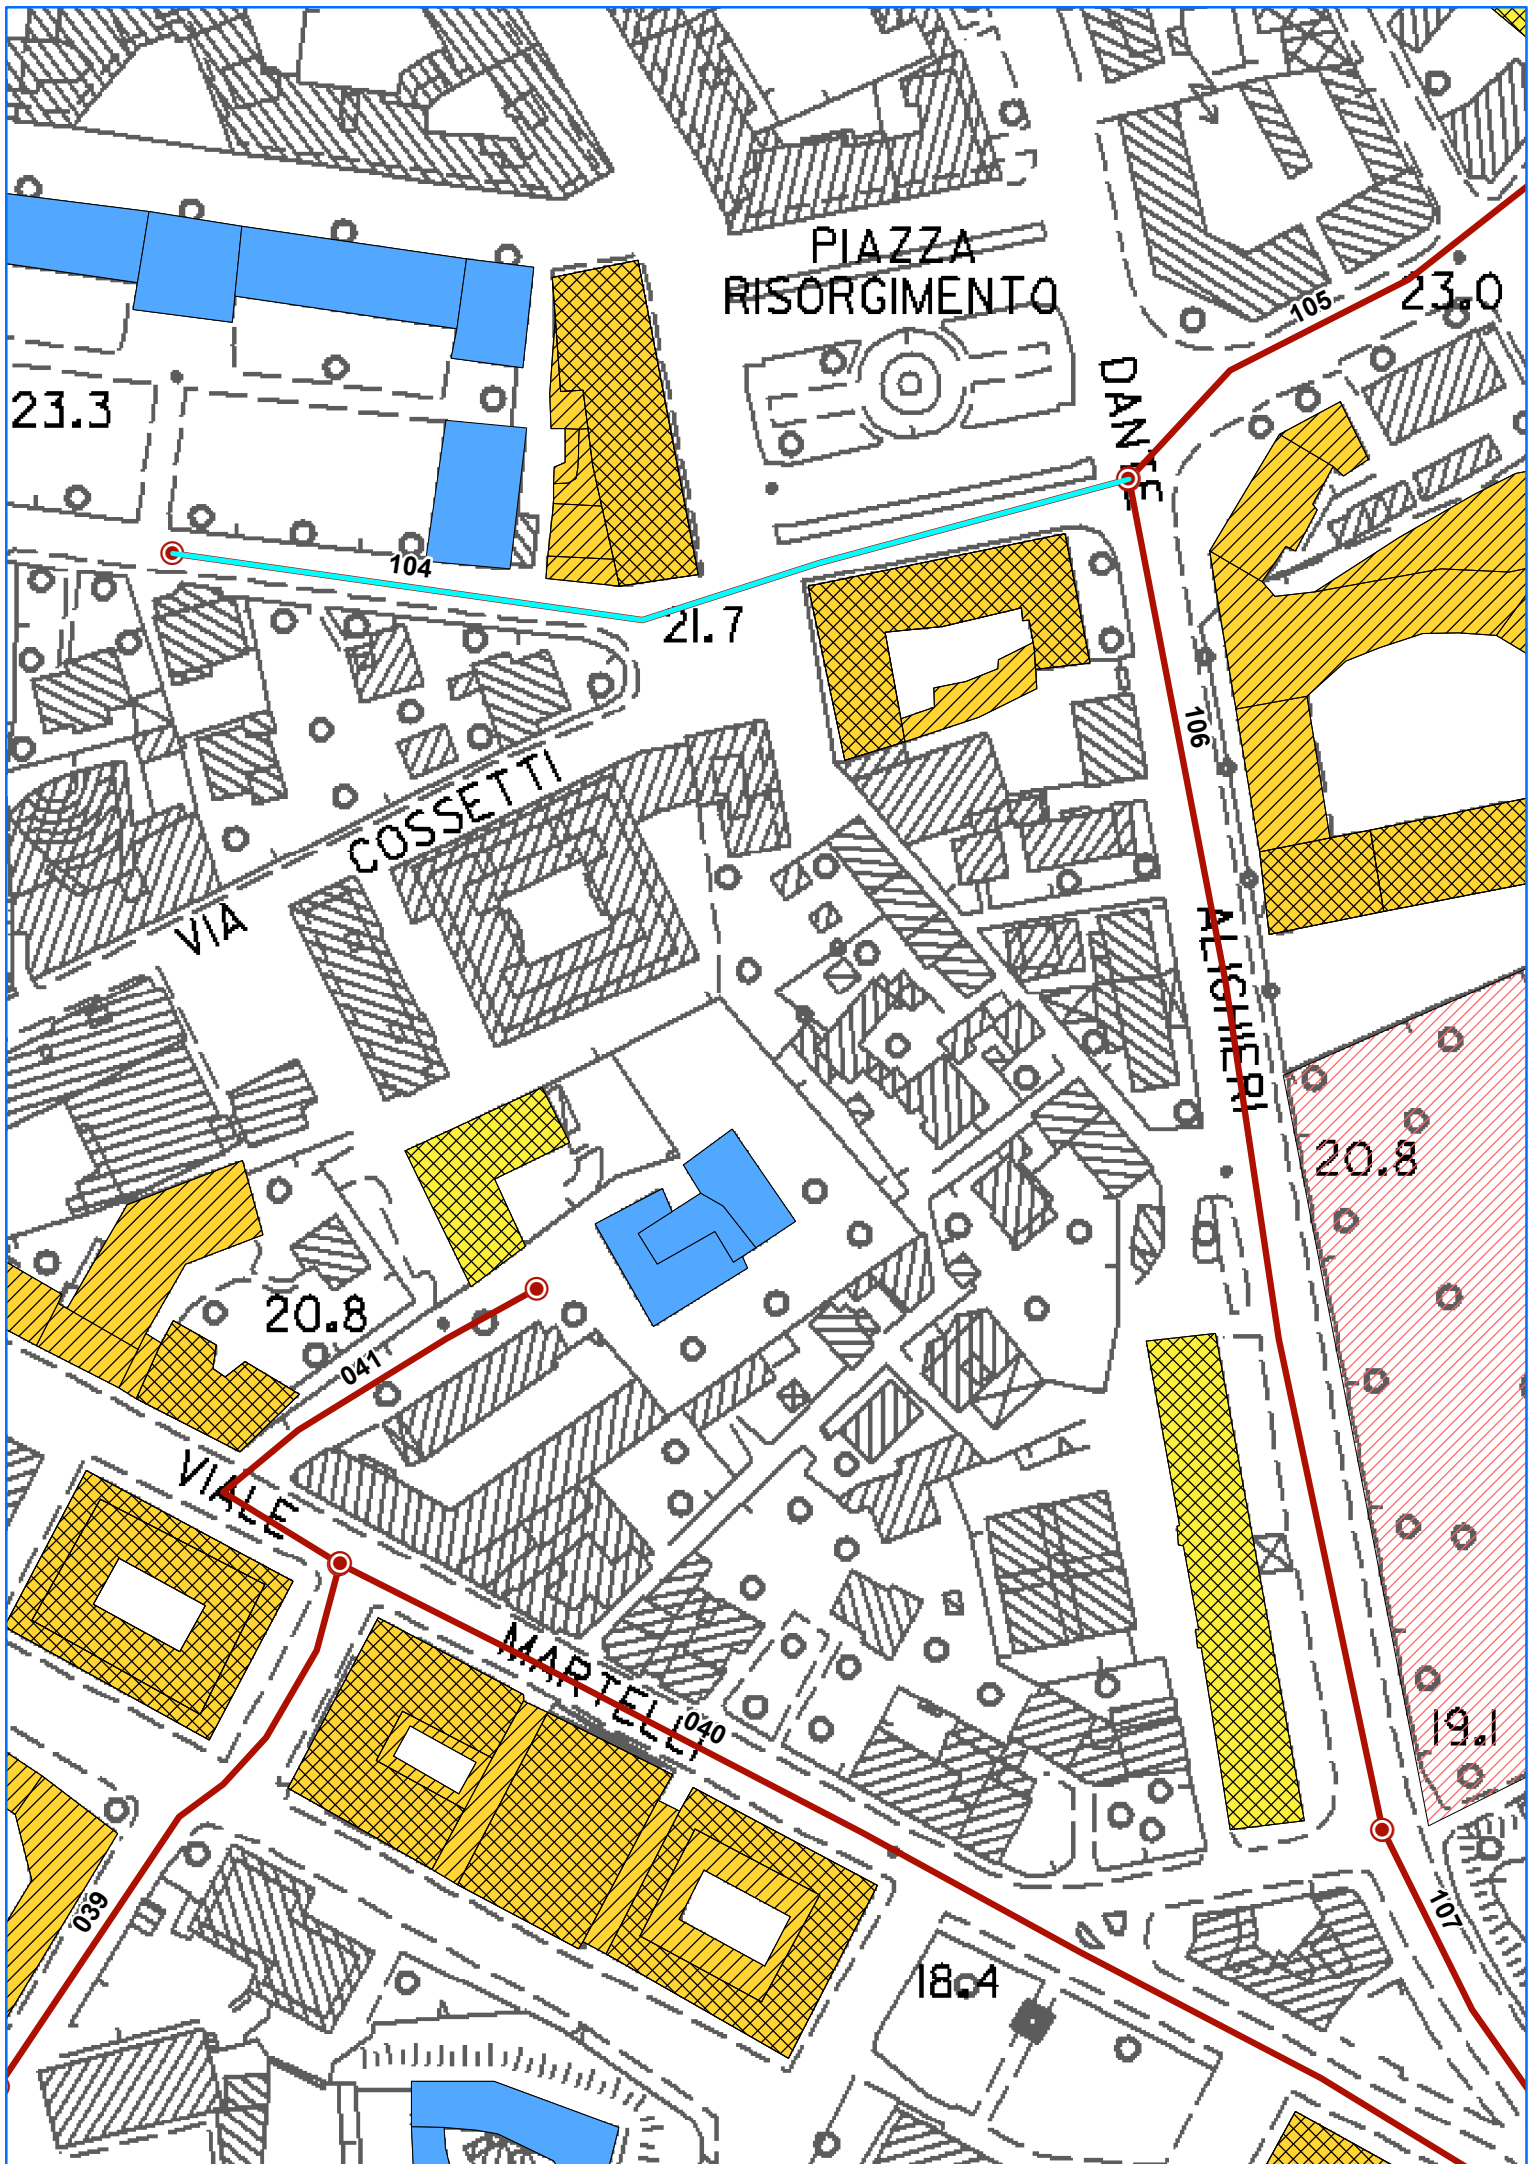 PIAZZA
RISORGIMENTO
23.0
105
DANTE
23.3
104
21.7
106
COSSETTI
VIA
ALIGHIERI
20.8
20.8
041
VIALE
MARTELLI
040
19.1
039
107
18.4